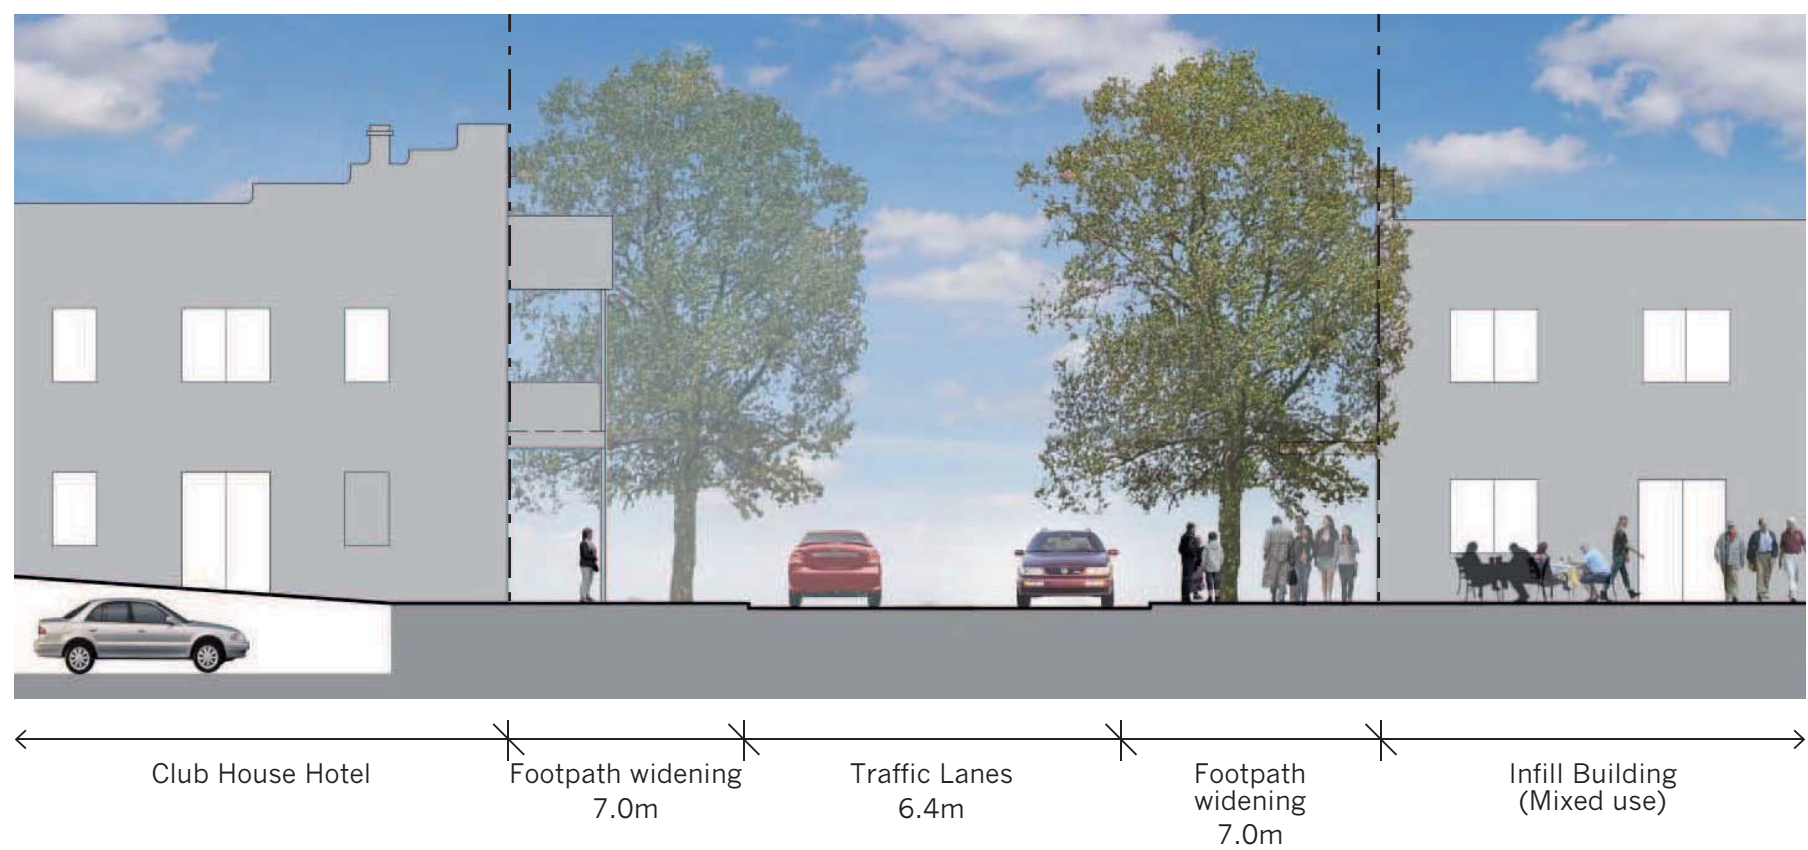 Club House Hotel
Footpath widening
7.0m
Traffic Lanes
6.4m
Footpath
widening
7.0m
Infill Building
(Mixed use)